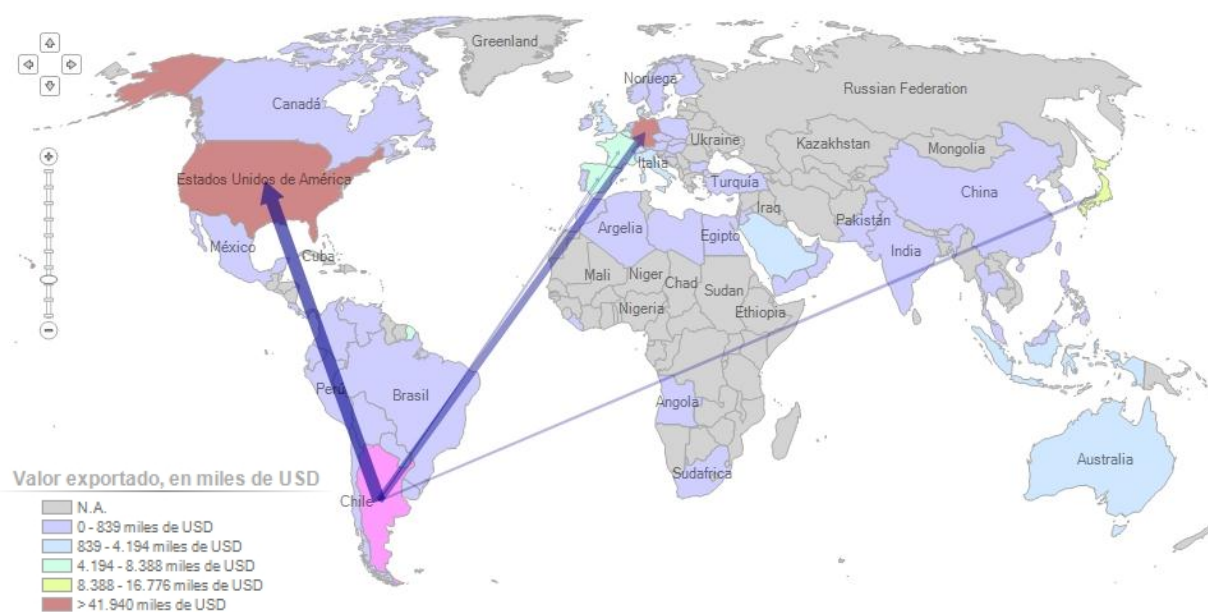 Greenland
Noruega
Russian Federation
Canadá
Ukraine
Kazakhstan
Mongolia
Italia
Estados Unidos de América
Turquía
China
Iraq
Pakistán
Argelia
Egipto
India
México
Cuba
Mali
Niger
Chad
Sudan
Nigeria
Ethiopia
Perú
Brasil
Angola
Australia
Sudafrica
Chile
Valor exportado, en miles de USD
N.A.
0 - 839 miles de USD
839 - 4.194 miles de USD
4.194 - 8.388 miles de USD
8.388 - 16.776 miles de USD
> 41.940 miles de USD